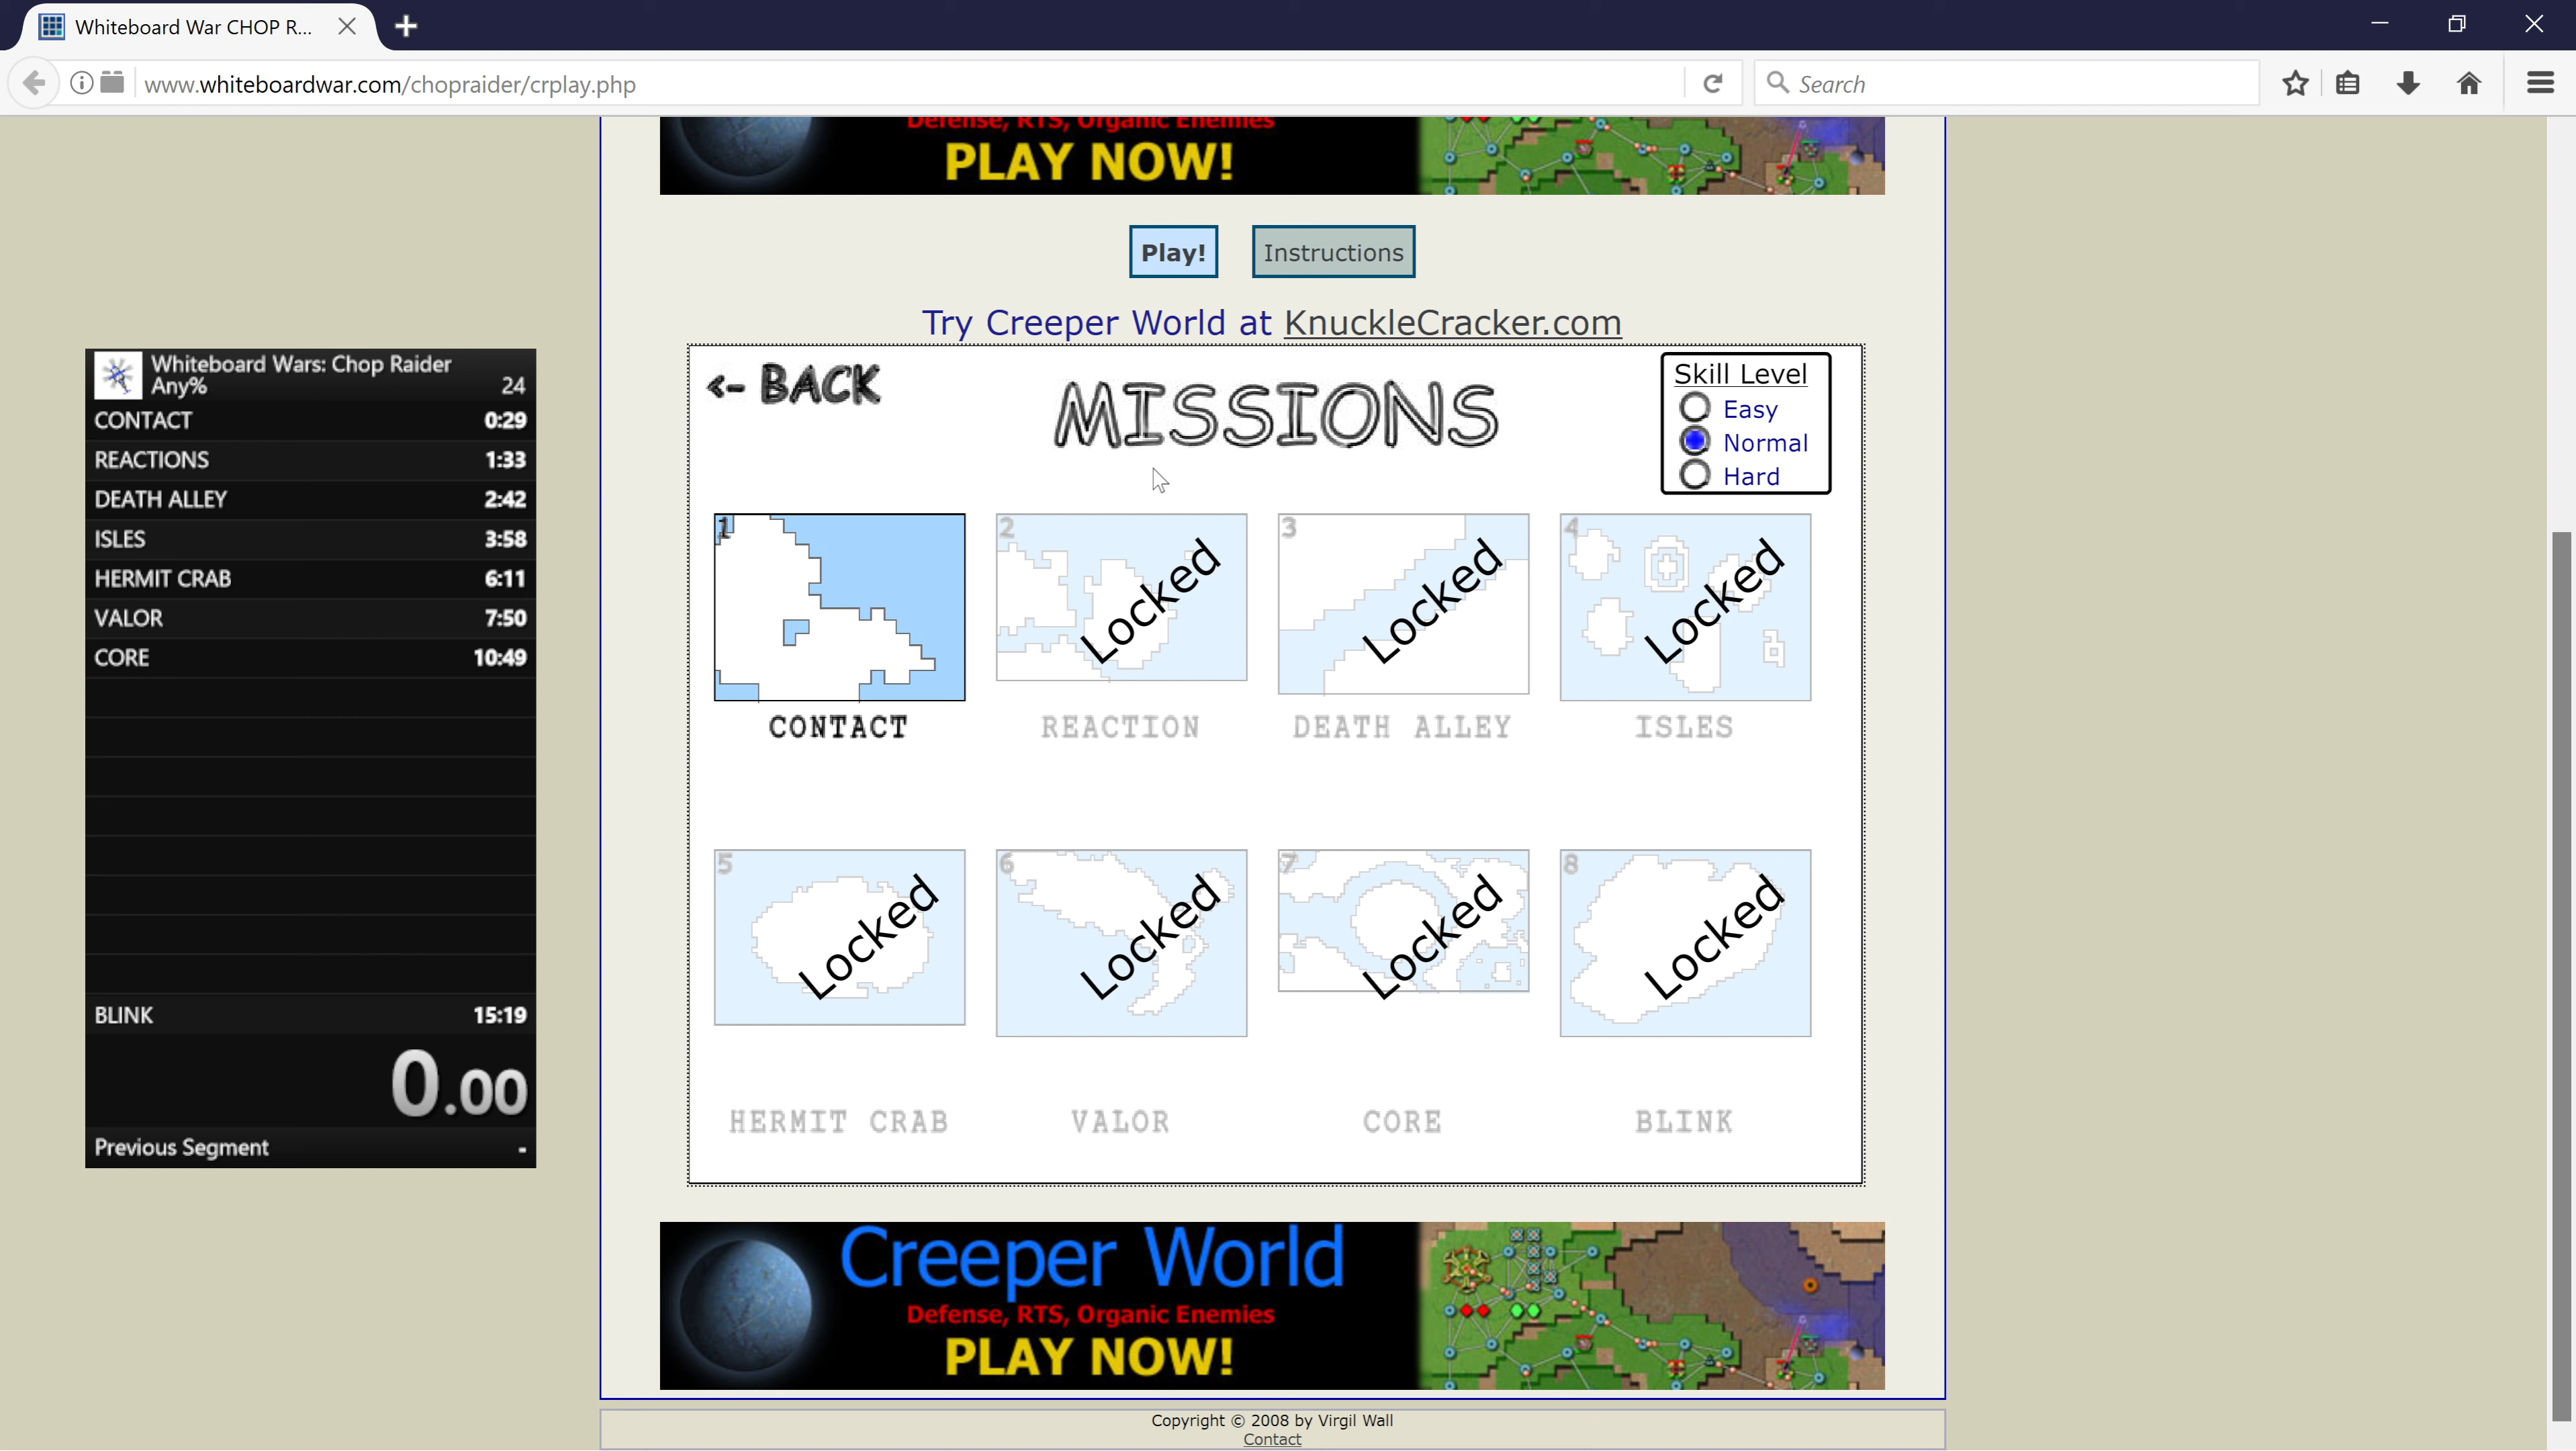 Whiteboard War CHOP R...
www.whiteboardwar.com/chopraider/crplay.php
Search
Defense, RTS, Organic Enemies
PLAY NOW!
Play!
Instructions
Try Creeper World at KnuckleCracker.com
Whiteboard Wars: Chop Raider
Any%
24
CONTACT 0:29
REACTIONS 1:33
DEATH ALLEY 2:42
ISLES 3:58
HERMIT CRAB 6:11
VALOR 7:50
CORE 10:49
BLINK 15:19
0.00
Previous Segment -
<- BACK
MISSIONS
Skill Level
Easy
Normal
Hard
1
2 Locked
3 Locked
4 Locked
CONTACT
REACTION
DEATH ALLEY
ISLES
5 Locked
6 Locked
7 Locked
8 Locked
HERMIT CRAB
VALOR
CORE
BLINK
Creeper World
Defense, RTS, Organic Enemies
PLAY NOW!
Copyright © 2008 by Virgil Wall
Contact